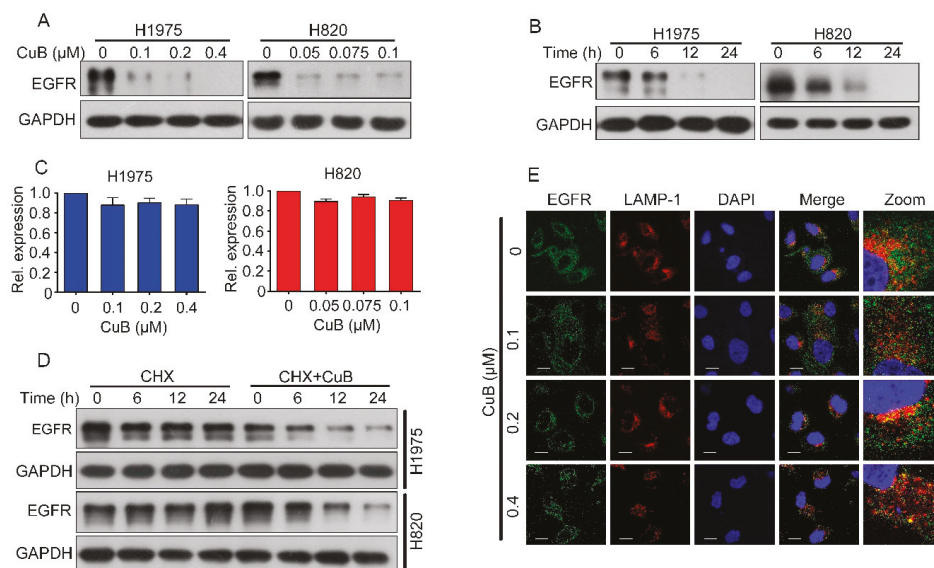 A
H1975 H820
CuB (µM) 0 0.1 0.2 0.4 0 0.05 0.075 0.1
EGFR
GAPDH
B
H1975 H820
Time (h) 0 6 12 24 0 6 12 24
EGFR
GAPDH
C
H1975
Rel. expression
1.0
0.8
0.6
0.4
0.2
0.0
0 0.1 0.2 0.4
CuB (µM)
H820
Rel. expression
1.0
0.8
0.6
0.4
0.2
0.0
0 0.05 0.075 0.1
CuB (µM)
D
CHX CHX+CuB
Time (h) 0 6 12 24 0 6 12 24
EGFR
GAPDH
H1975
EGFR
GAPDH
H820
E
EGFR LAMP-1 DAPI Merge Zoom
CuB (µM)
0
0.1
0.2
0.4